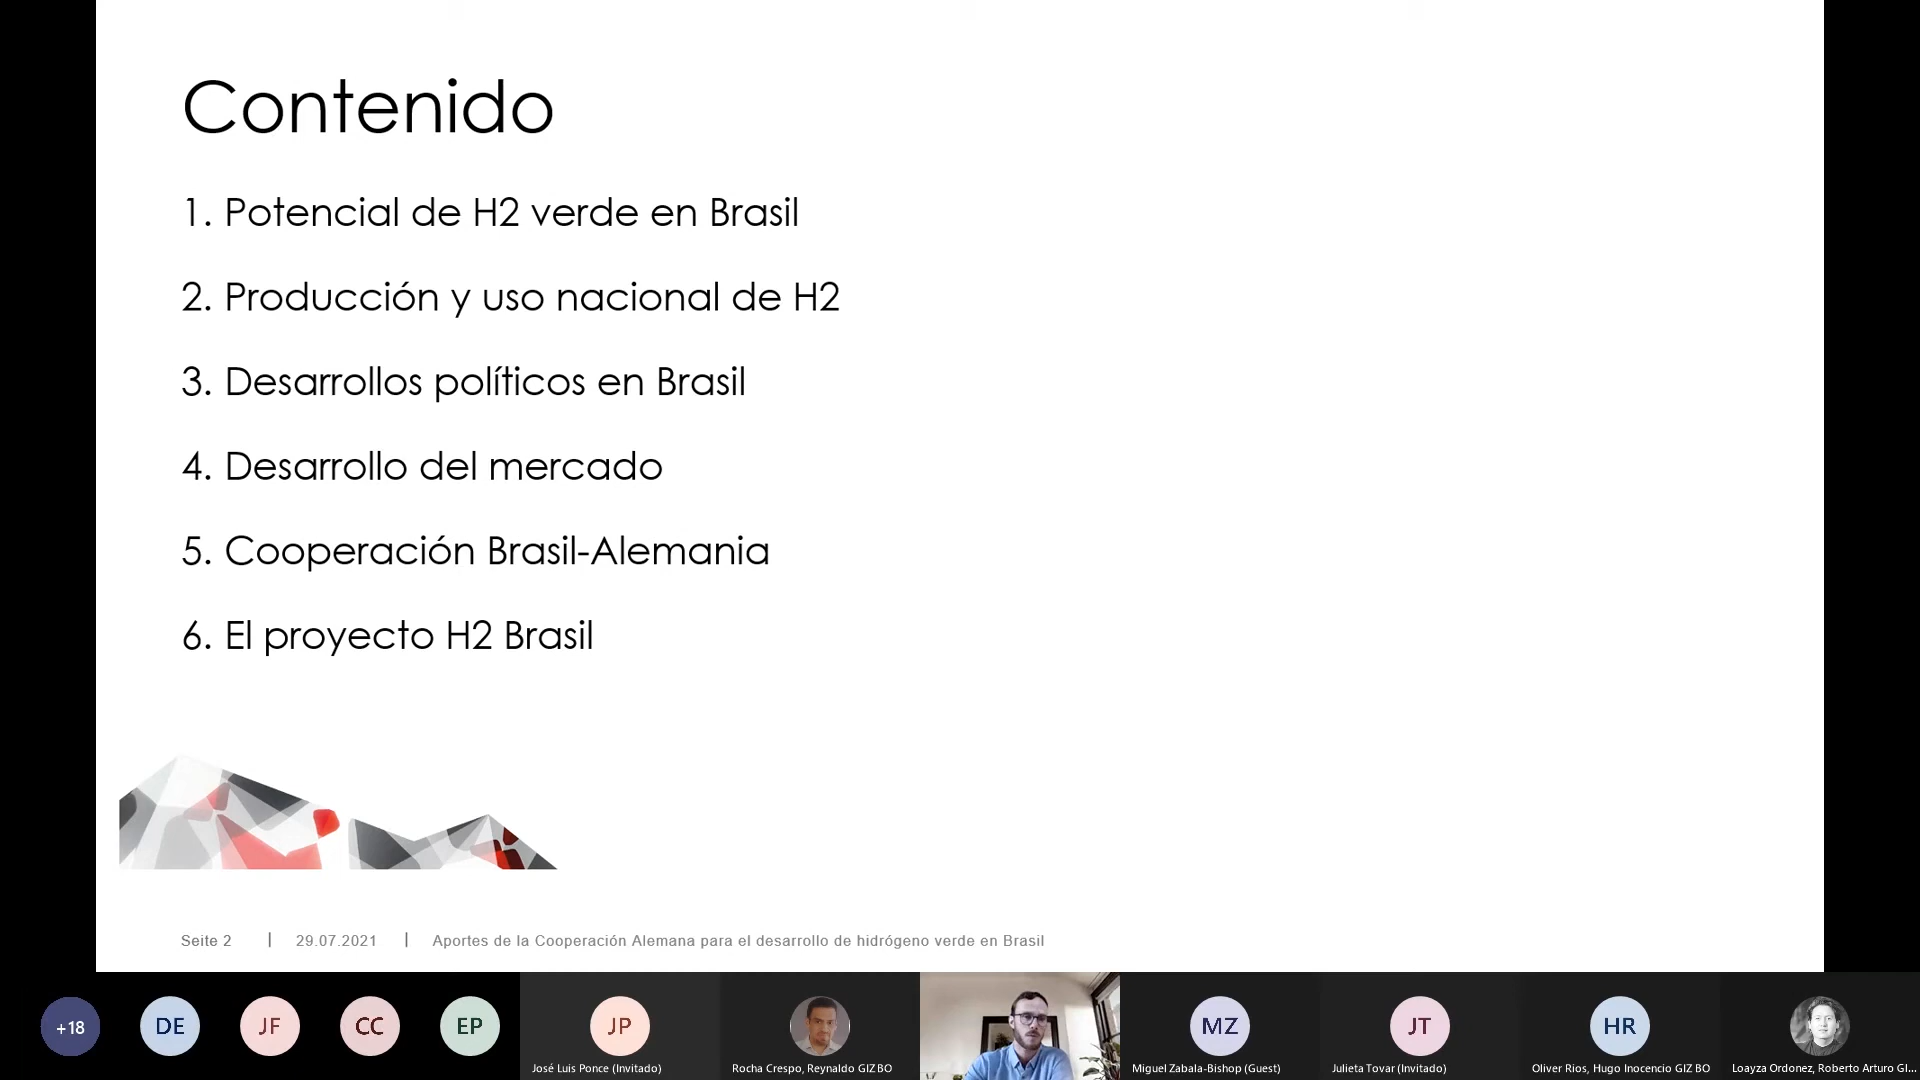 Contenido
1. Potencial de H2 verde en Brasil
2. Producción y uso nacional de H2
3. Desarrollos políticos en Brasil
4. Desarrollo del mercado
5. Cooperación Brasil-Alemania
6. El proyecto H2 Brasil
Seite 2 | 29.07.2021 | Aportes de la Cooperación Alemana para el desarrollo de hidrógeno verde en Brasil
+18 DE JF CC EP JP MZ JT HR
José Luis Ponce (Invitado) Rocha Crespo, Reynaldo GIZ BO Miguel Zabala-Bishop (Guest) Julieta Tovar (Invitado) Oliver Rios, Hugo Inocencio GIZ BO Loayza Ordonez, Roberto Arturo GI...